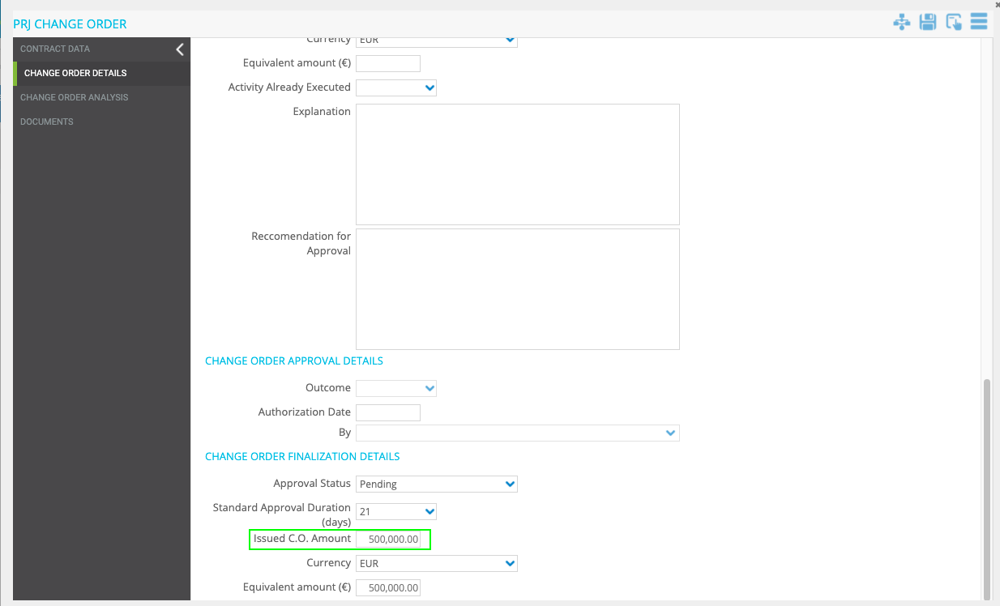 PRJ CHANGE ORDER
CONTRACT DATA
CHANGE ORDER DETAILS
CHANGE ORDER ANALYSIS
DOCUMENTS
Currency EUR
Equivalent amount (€)
Activity Already Executed
Explanation
Reccomendation for
Approval
CHANGE ORDER APPROVAL DETAILS
Outcome
Authorization Date
By
CHANGE ORDER FINALIZATION DETAILS
Approval Status Pending
Standard Approval Duration
(days) 21
Issued C.O. Amount 500,000.00
Currency EUR
Equivalent amount (€) 500,000.00